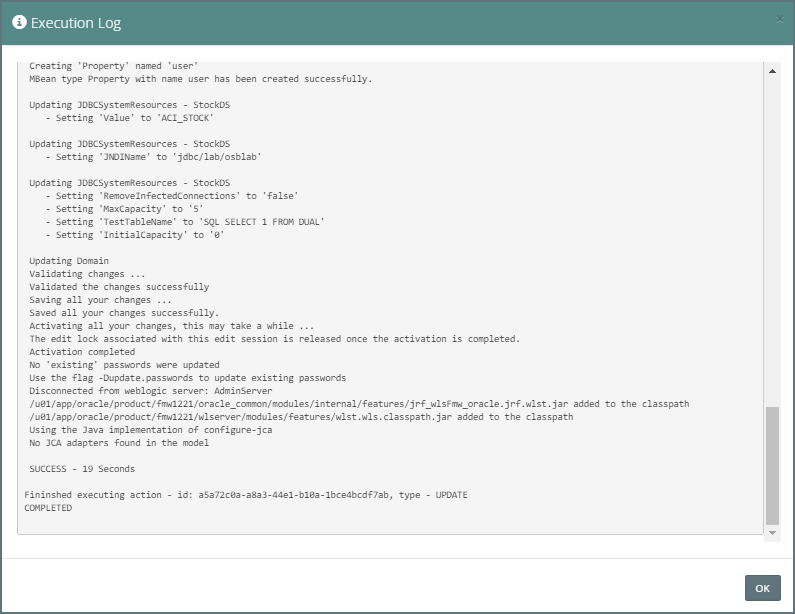 Execution Log
×
Creating 'Property' named 'user'
MBean type Property with name user has been created successfully.
Updating JDBCSystemResources - StockDS
- Setting 'Value' to 'ACI_STOCK'
Updating JDBCSystemResources - StockDS
- Setting 'JNDIName' to 'jdbc/lab/osblab'
Updating JDBCSystemResources - StockDS
- Setting 'RemoveInfectedConnections' to 'false'
- Setting 'MaxCapacity' to '5'
- Setting 'TestTableName' to 'SQL SELECT 1 FROM DUAL'
- Setting 'InitialCapacity' to '0'
Updating Domain
Validating changes ...
Validated the changes successfully
Saving all your changes ...
Saved all your changes successfully.
Activating all your changes, this may take a while ...
The edit lock associated with this edit session is released once the activation is completed.
Activation completed
No 'existing' passwords were updated
Use the flag -Dupdate.passwords to update existing passwords
Disconnected from weblogic server: AdminServer
/u01/app/oracle/product/fmw1221/oracle_common/modules/internal/features/jrf_wlsFmw_oracle.jrf.wlst.jar added to the classpath
/u01/app/oracle/product/fmw1221/wlserver/modules/features/wlst.wls.classpath.jar added to the classpath
Using the Java implementation of configure-jca
No JCA adapters found in the model
SUCCESS - 19 Seconds
Fininshed executing action - id: a5a72c0a-a8a3-44e1-b10a-1bce4bcdf7ab, type - UPDATE
COMPLETED
OK